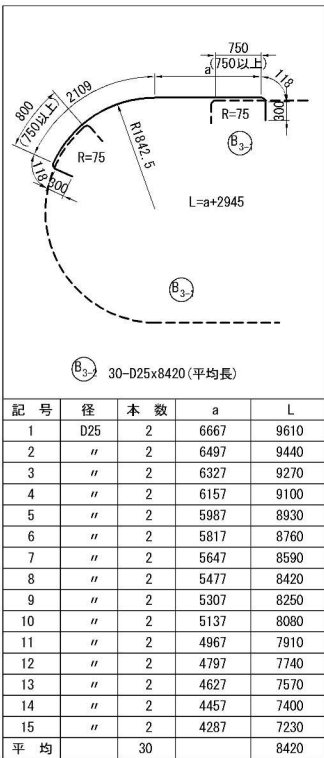 750
(750以上)
a
118
2109
800
(750以上)
R=75
300
R=75
B3-
R1842.5
118
300
L=a+2945
B3-1
B3-2 30-D25x8420(平均長)
記 号 径 本 数 a L
1 D25 2 6667 9610
2 〃 2 6497 9440
3 〃 2 6327 9270
4 〃 2 6157 9100
5 〃 2 5987 8930
6 〃 2 5817 8760
7 〃 2 5647 8590
8 〃 2 5477 8420
9 〃 2 5307 8250
10 〃 2 5137 8080
11 〃 2 4967 7910
12 〃 2 4797 7740
13 〃 2 4627 7570
14 〃 2 4457 7400
15 〃 2 4287 7230
平 均 30 8420